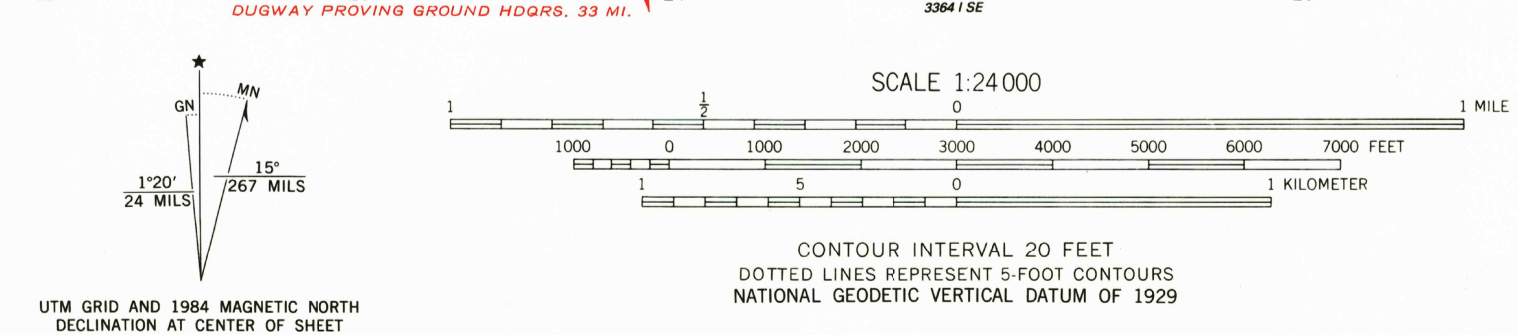 DUGWAY PROVING GROUND HDQRS. 33 MI.
3364 I SE
★
GN
MN
1°20′
24 MILS
15°
267 MILS
UTM GRID AND 1984 MAGNETIC NORTH
DECLINATION AT CENTER OF SHEET
SCALE 1:24 000
1 1/2 0 1 MILE
1000 0 1000 2000 3000 4000 5000 6000 7000 FEET
1 5 0 1 KILOMETER
CONTOUR INTERVAL 20 FEET
DOTTED LINES REPRESENT 5-FOOT CONTOURS
NATIONAL GEODETIC VERTICAL DATUM OF 1929